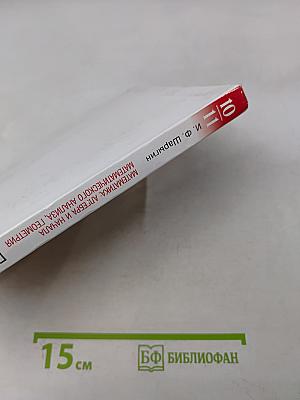 10
11
И. Ф. Шарыгин
МАТЕМАТИКА: АЛГЕБРА И НАЧАЛА
МАТЕМАТИЧЕСКОГО АНАЛИЗА, ГЕОМЕТРИЯ
15 см
БФ БИБЛИОФАН